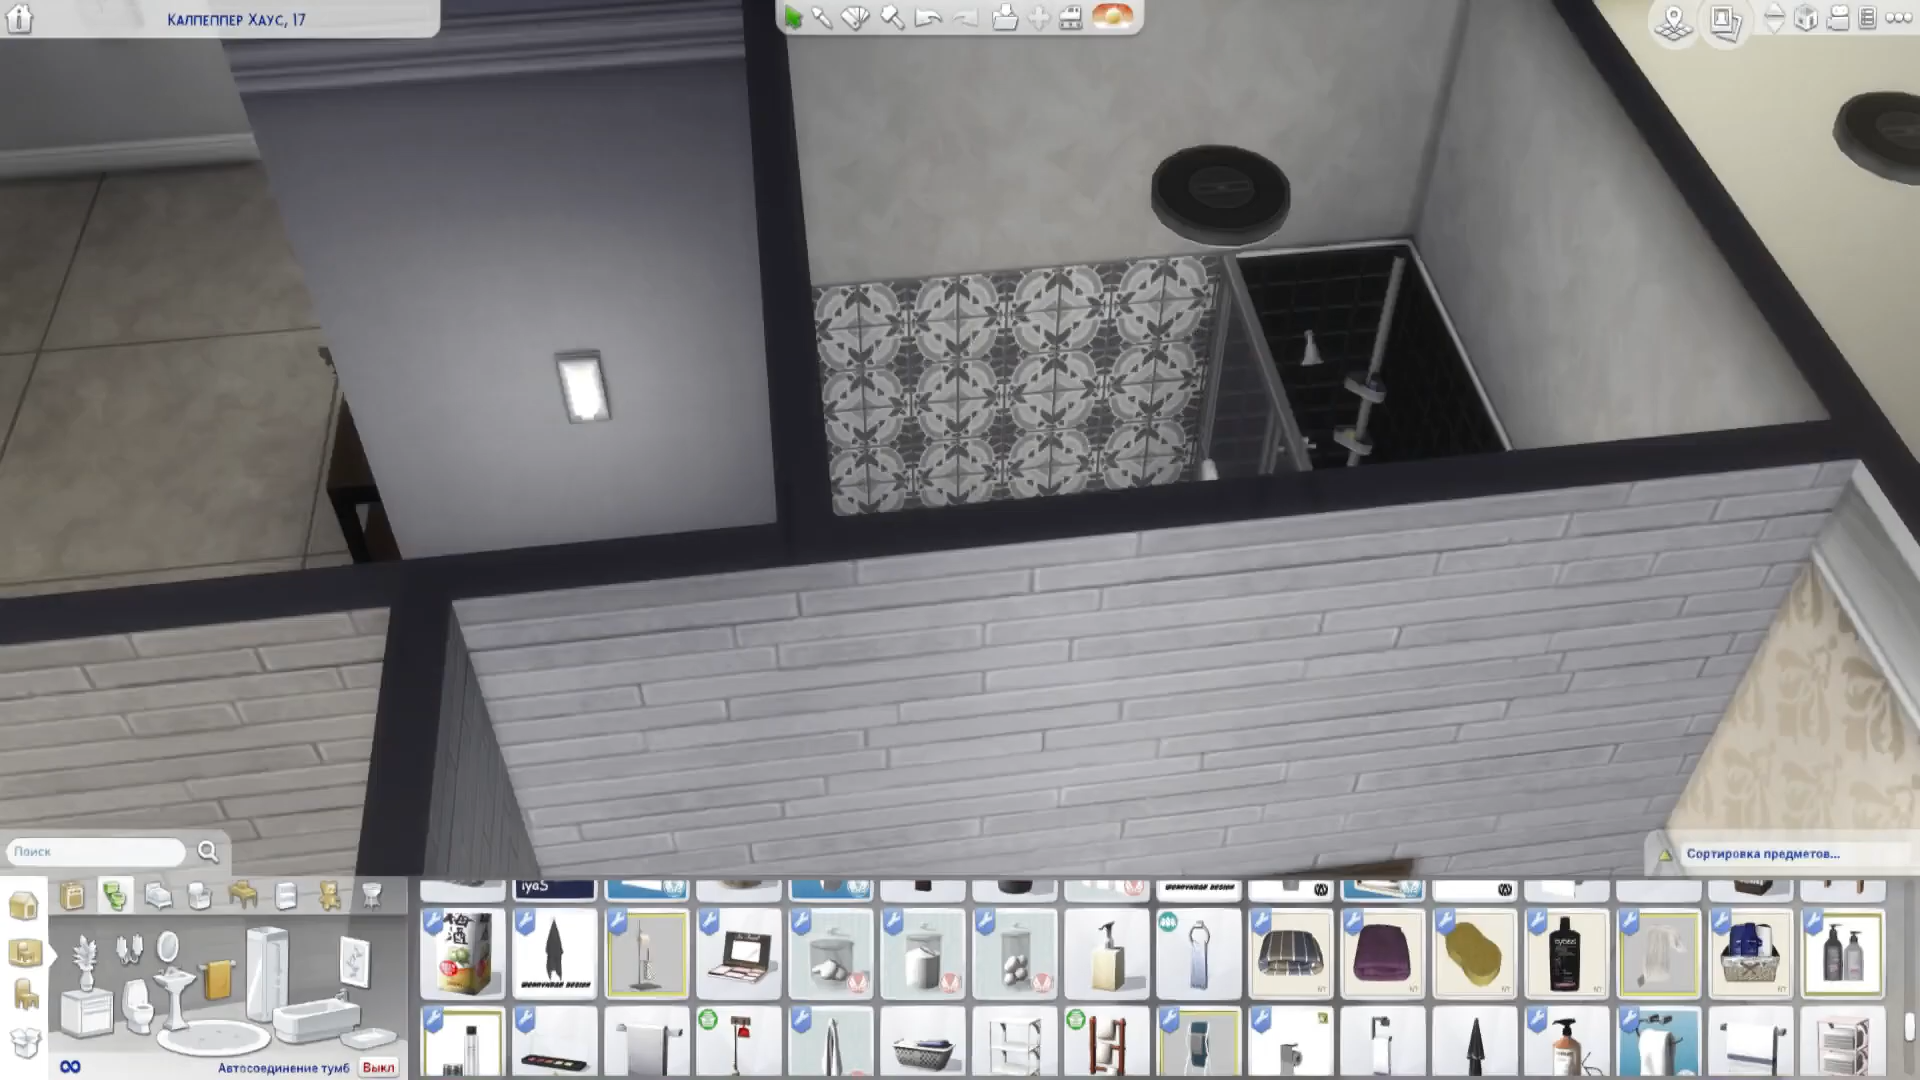 Калпеппер Хаус, 17
Поиск
Сортировка предметов...
Автосоединение тумб
Выкл